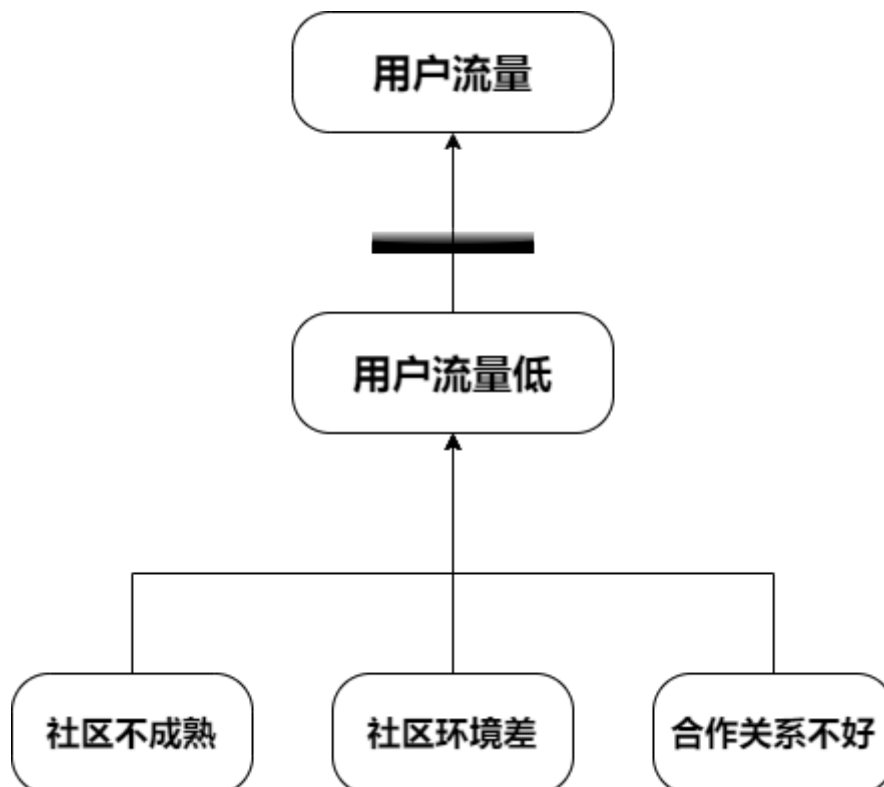 用户流量
用户流量低
社区不成熟
社区环境差
合作关系不好